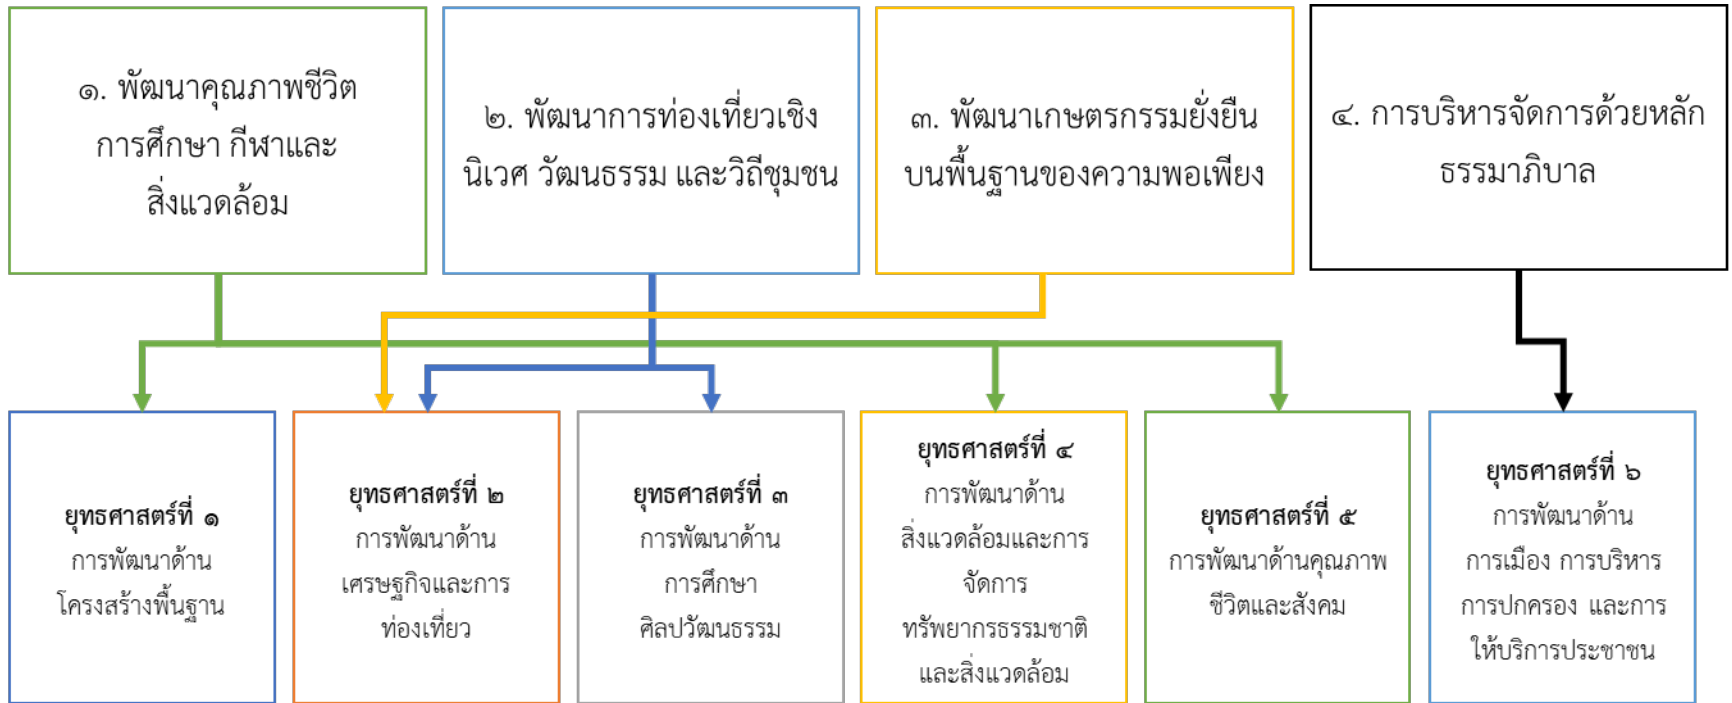 ๑. พัฒนาคุณภาพชีวิต
การศึกษา กีฬาและ
สิ่งแวดล้อม
๒. พัฒนาการท่องเที่ยวเชิง
นิเวศ วัฒนธรรม และวิถีชุมชน
๓. พัฒนาเกษตรกรรมยั่งยืน
บนพื้นฐานของความพอเพียง
๔. การบริหารจัดการด้วยหลัก
ธรรมาภิบาล
ยุทธศาสตร์ที่ ๑
การพัฒนาด้าน
โครงสร้างพื้นฐาน
ยุทธศาสตร์ที่ ๒
การพัฒนาด้าน
เศรษฐกิจและการ
ท่องเที่ยว
ยุทธศาสตร์ที่ ๓
การพัฒนาด้าน
การศึกษา
ศิลปวัฒนธรรม
ยุทธศาสตร์ที่ ๔
การพัฒนาด้าน
สิ่งแวดล้อมและการ
จัดการ
ทรัพยากรธรรมชาติ
และสิ่งแวดล้อม
ยุทธศาสตร์ที่ ๕
การพัฒนาด้านคุณภาพ
ชีวิตและสังคม
ยุทธศาสตร์ที่ ๖
การพัฒนาด้าน
การเมือง การบริหาร
การปกครอง และการ
ให้บริการประชาชน